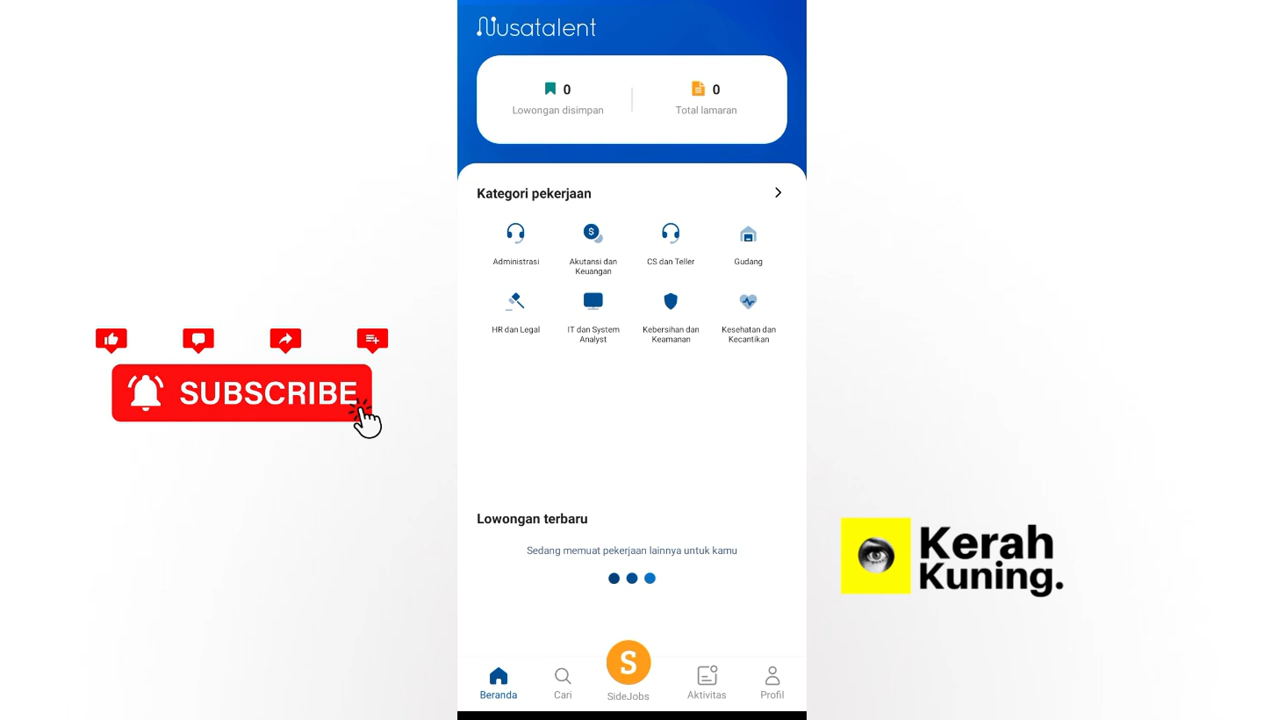 Nusatalent
0
Lowongan disimpan
0
Total lamaran
Kategori pekerjaan
Administrasi
Akutansi dan
Keuangan
CS dan Teller
Gudang
HR dan Legal
IT dan System
Analyst
Kebersihan dan
Keamanan
Kesehatan dan
Kecantikan
SUBSCRIBE
Lowongan terbaru
Sedang memuat pekerjaan lainnya untuk kamu
Kerah
Kuning.
S
Beranda
Cari
SideJobs
Aktivitas
Profil